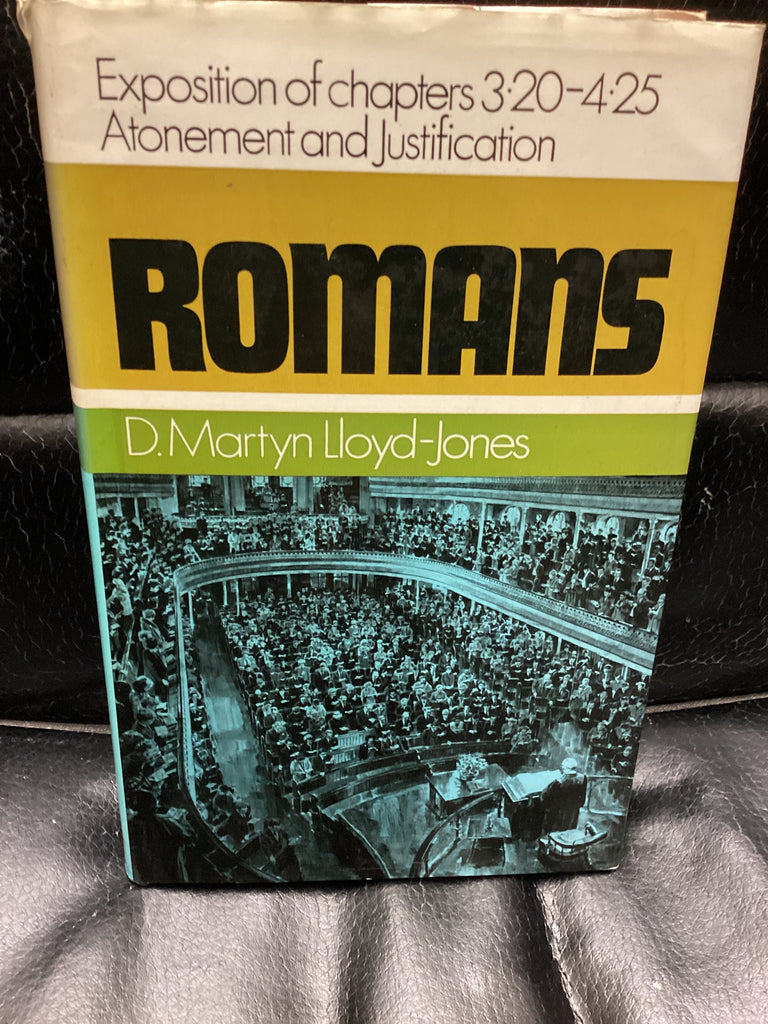 Exposition of chapters 3·20-4·25
Atonement and Justification
ROMANS
D. Martyn Lloyd-Jones